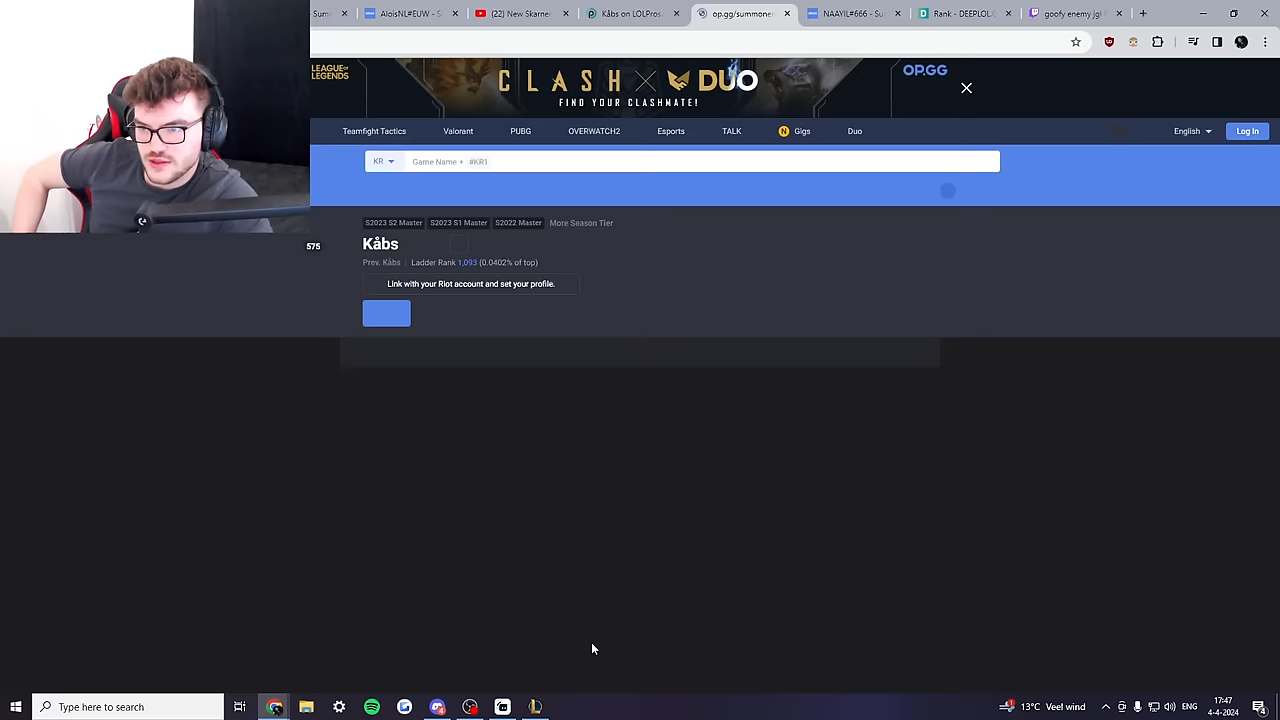 Sume
AloisNL#EUW - S
(22) New Skarne
Kåbs on LOLPros.
op.gg/summone
NAAYIL#666 - Su
Rank - DEEPLOL.G
goofy enemy jgl
LEAGUE OF
LEGENDS
CLASH X DUO
FIND YOUR CLASHMATE!
OP.GG
Teamfight Tactics Valorant PUBG OVERWATCH2 Esports TALK N Gigs Duo English Log In
KR Game Name + #KR1
S2023 S2 Master S2023 S1 Master S2022 Master More Season Tier
575
Kåbs
Prev. Kåbs Ladder Rank 1,093 (0.0402% of top)
Link with your Riot account and set your profile.
Type here to search
13°C Veel wind
ENG
17:47
4-4-2024